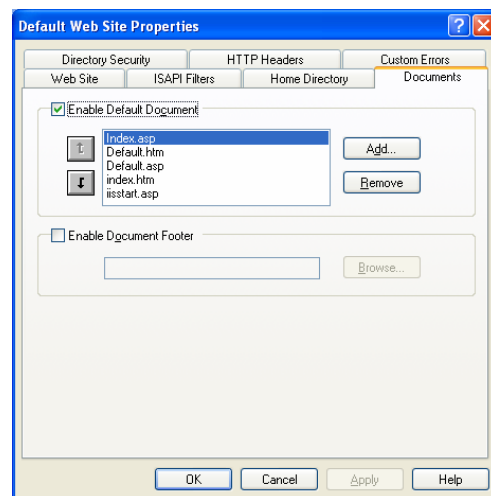 Default Web Site Properties
Directory Security HTTP Headers Custom Errors
Web Site ISAPI Filters Home Directory Documents
Enable Default Document
Index.asp
Default.htm
Default.asp
index.htm
iisstart.asp
Add...
Remove
Enable Document Footer
Browse...
OK Cancel Apply Help